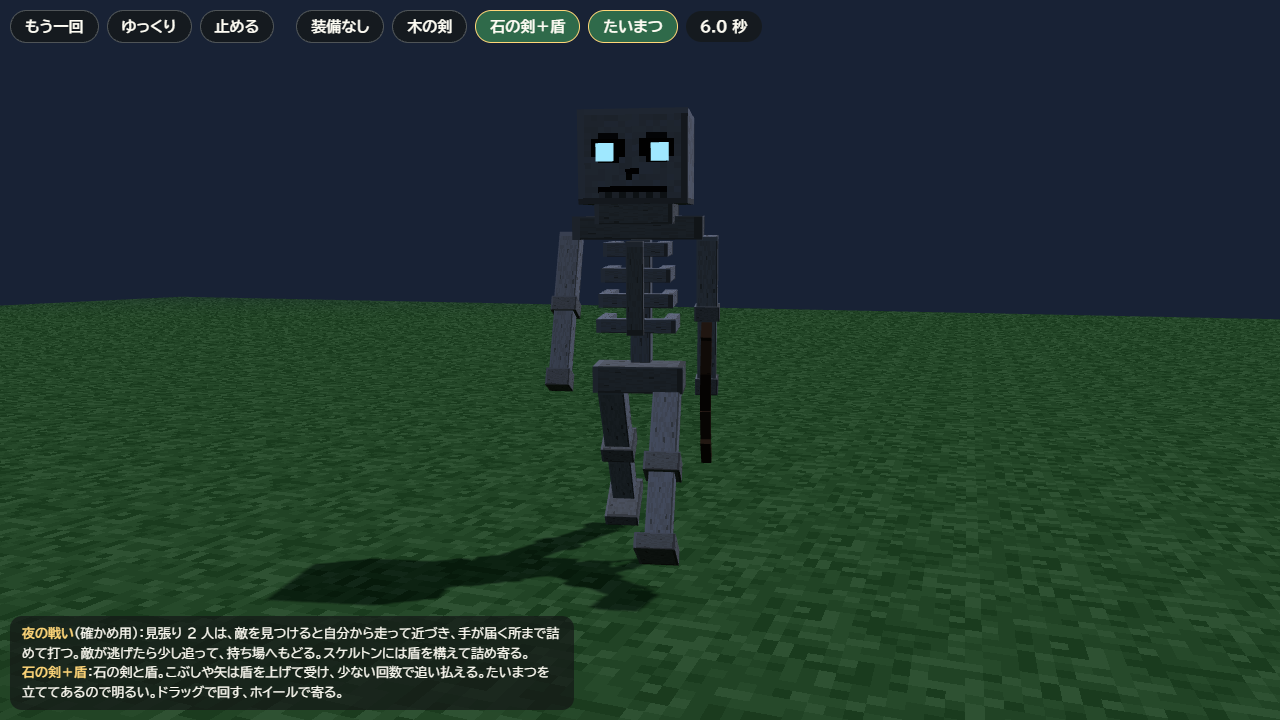 もう一回 ゆっくり 止める 装備なし 木の剣 石の剣＋盾 たいまつ 6.0 秒
夜の戦い(確かめ用)：見張り 2 人は、敵を見つけると自分から走って近づき、手が届く所まで詰
めて打つ。敵が逃げたら少し追って、持ち場へもどる。スケルトンには盾を構えて詰め寄る。
石の剣＋盾：石の剣と盾。こぶしや矢は盾を上げて受け、少ない回数で追い払える。たいまつを
立ててあるので明るい。ドラッグで回す、ホイールで寄る。